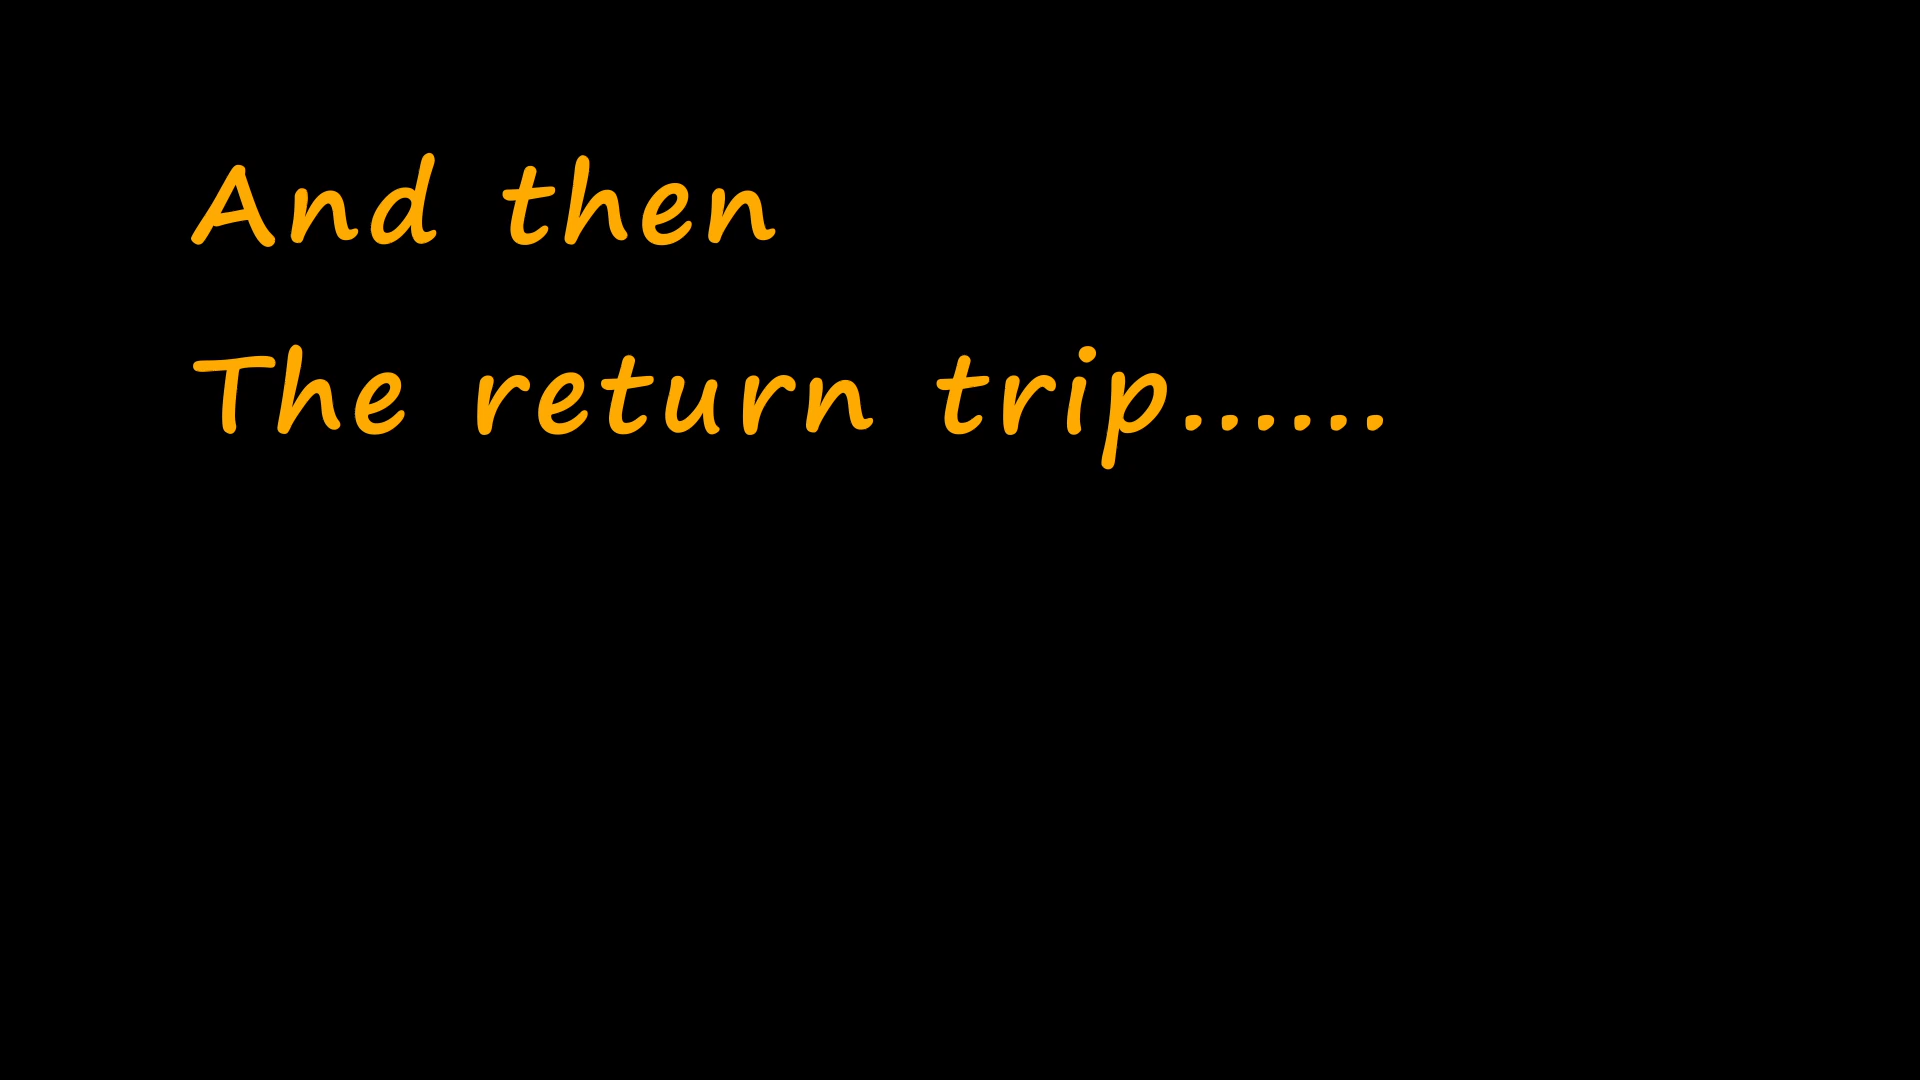 And then
The return trip......